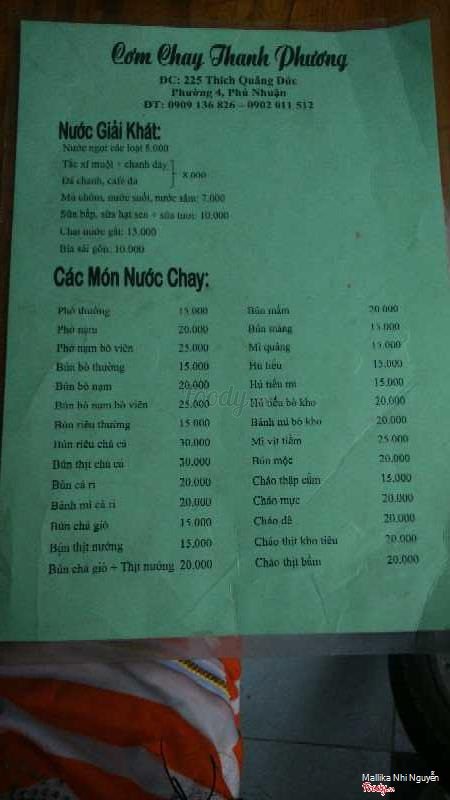 Cơm Chay Thanh Phương
ĐC: 225 Thích Quãng Đức
Phường 4, Phú Nhuận
ĐT: 0909 136 826 – 0902 011 512
Nước Giải Khát:
Nước ngọt các loại 8.000
Tắc xí muội + chanh dây
Đá chanh, café đá
8.000
Mủ chôm, nước suối, nước sâm: 7.000
Sữa bắp, sữa hạt sen + sữa tươi: 10.000
Chai nước gắt: 13.000
Bia sài gòn: 10.000
Các Món Nước Chay:
Phở thường 15.000
Phở nạm 20.000
Phở nạm bò viên 25.000
Bún bò thường 15.000
Bún bò nạm 20.000
Bún bò nạm bò viên 25.000
Bún riêu thường 15.000
Bún riêu chả cá 30.000
Bún thịt chả cá 30.000
Bún cà ri 20.000
Bánh mì cà ri 20.000
Bún chả giò 15.000
Bún thịt nướng 15.000
Bún chả giò + Thịt nướng 20.000
Bún mắm 20.000
Bún măng 15.000
Mì quảng 15.000
Hủ tiếu 15.000
Hủ tiếu mì 15.000
Hủ tiếu bò kho 20.000
Bánh mì bò kho 20.000
Mì vịt tiềm 25.000
Bún mộc 20.000
Cháo thập cẩm 15.000
Cháo mực 20.000
Cháo dê 20.000
Cháo thịt kho tiêu 20.000
Cháo thịt bằm 20.000
foody
Mallika Nhi Nguyễn
Foody.vn